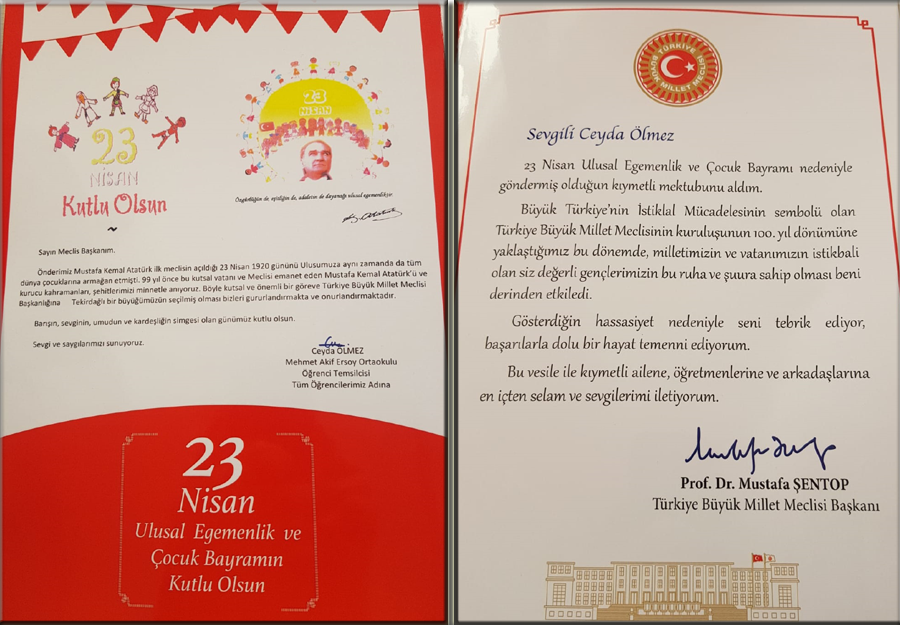 23
NİSAN
Kutlu Olsun
23
NİSAN
Özgürlüğün de, eşitliğin de, adaletin de dayanağı ulusal egemenliktir.
Sayın Meclis Başkanım.
Önderimiz Mustafa Kemal Atatürk ilk meclisin açıldığı 23 Nisan 1920 gününü Ulusumuza aynı zamanda da tüm
dünya çocuklarına armağan etmişti. 99 yıl önce bu kutsal vatanı ve Meclisi emanet eden Mustafa Kemal Atatürk'ü ve
kurucu kahramanları, şehitlerimizi minnetle anıyoruz. Böyle kutsal ve önemli bir göreve Türkiye Büyük Millet Meclisi
Başkanlığına Tekirdağlı bir büyüğümüzün seçilmiş olması bizleri gururlandırmakta ve onurlandırmaktadır.
Barışın, sevginin, umudun ve kardeşliğin simgesi olan günümüz kutlu olsun.
Sevgi ve saygılarımızı sunuyoruz.
Ceyda ÖLMEZ
Mehmet Akif Ersoy Ortaokulu
Öğrenci Temsilcisi
Tüm Öğrencilerimiz Adına
23
Nisan
Ulusal Egemenlik ve
Çocuk Bayramın
Kutlu Olsun
TÜRKİYE
BÜYÜK MİLLET MECLİSİ
Sevgili Ceyda Ölmez
23 Nisan Ulusal Egemenlik ve Çocuk Bayramı nedeniyle
göndermiş olduğun kıymetli mektubunu aldım.
Büyük Türkiye'nin İstiklal Mücadelesinin sembolü olan
Türkiye Büyük Millet Meclisinin kuruluşunun 100. yıl dönümüne
yaklaştığımız bu dönemde, milletimizin ve vatanımızın istikbali
olan siz değerli gençlerimizin bu ruha ve şuura sahip olması beni
derinden etkiledi.
Gösterdiğin hassasiyet nedeniyle seni tebrik ediyor,
başarılarla dolu bir hayat temenni ediyorum.
Bu vesile ile kıymetli ailene, öğretmenlerine ve arkadaşlarına
en içten selam ve sevgilerimi iletiyorum.
Prof. Dr. Mustafa ŞENTOP
Türkiye Büyük Millet Meclisi Başkanı